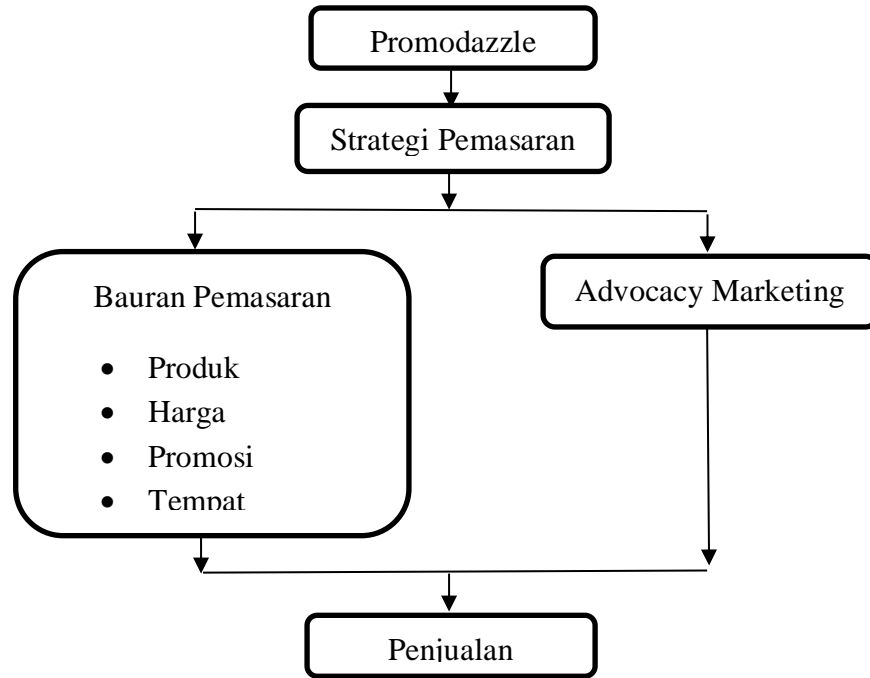 Promodazzle
Strategi Pemasaran
Bauran Pemasaran
• Produk
• Harga
• Promosi
• Tempat
Advocacy Marketing
Penjualan